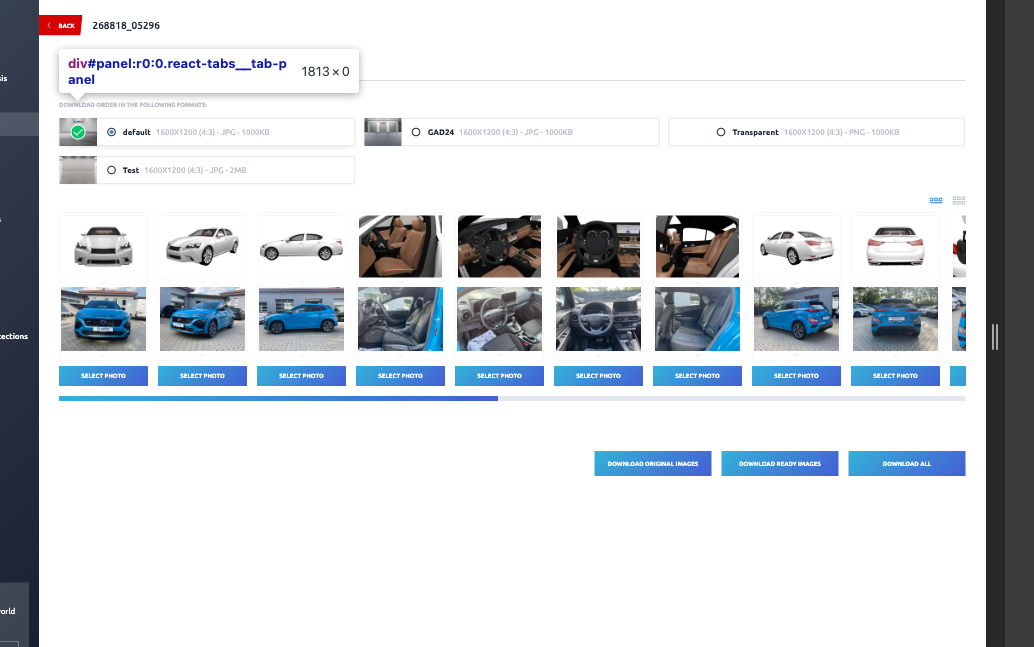 BACK
268818_05296
sis
div#panel:r0:0.react-tabs__tab-p
anel
1813 × 0
DOWNLOAD ORDER IN THE FOLLOWING FORMATS:
default 1600X1200 (4:3) - JPG - 1000KB
GAD24 1600X1200 (4:3) - JPG - 1000KB
Transparent 1600X1200 (4:3) - PNG - 1000KB
Test 1600X1200 (4:3) - JPG - 2MB
s
ections
SELECT PHOTO
SELECT PHOTO
SELECT PHOTO
SELECT PHOTO
SELECT PHOTO
SELECT PHOTO
SELECT PHOTO
SELECT PHOTO
SELECT PHOTO
DOWNLOAD ORIGINAL IMAGES
DOWNLOAD READY IMAGES
DOWNLOAD ALL
orld